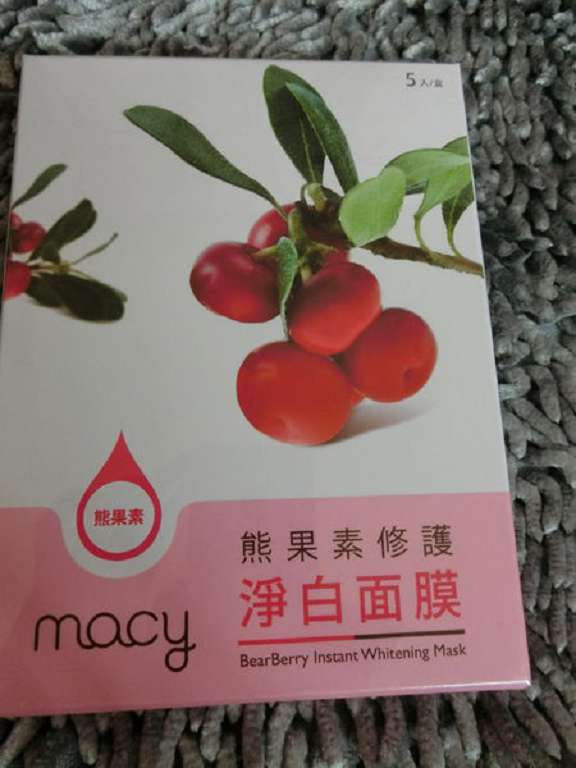 5入/盒
熊果素
熊果素修護
淨白面膜
macy
BearBerry Instant Whitening Mask